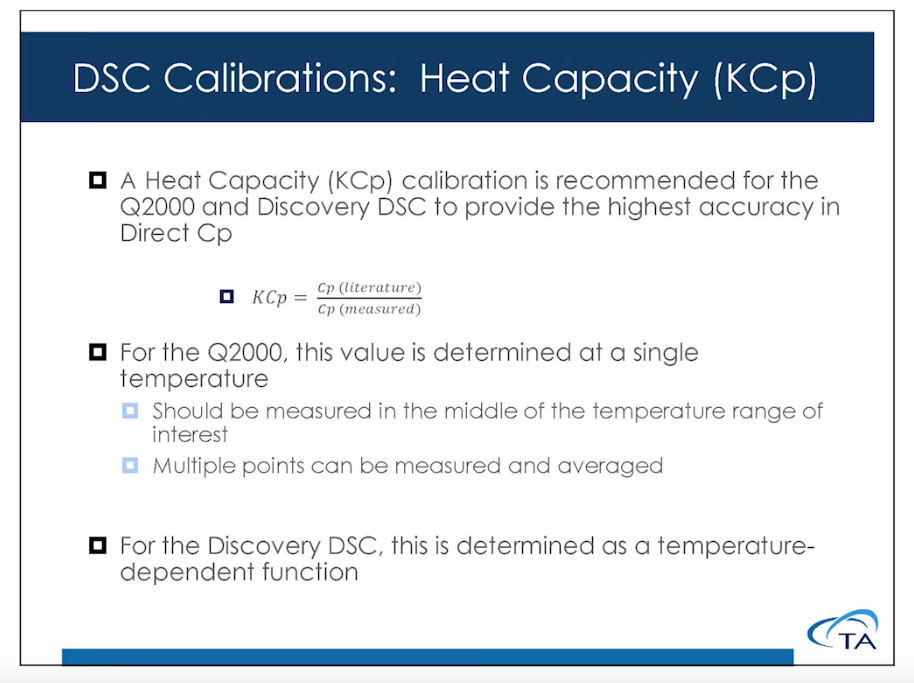 DSC Calibrations: Heat Capacity (KCp)
A Heat Capacity (KCp) calibration is recommended for the
Q2000 and Discovery DSC to provide the highest accuracy in
Direct Cp
KCp = Cp (literature) / Cp (measured)
For the Q2000, this value is determined at a single
temperature
Should be measured in the middle of the temperature range of
interest
Multiple points can be measured and averaged
For the Discovery DSC, this is determined as a temperature-
dependent function
TA